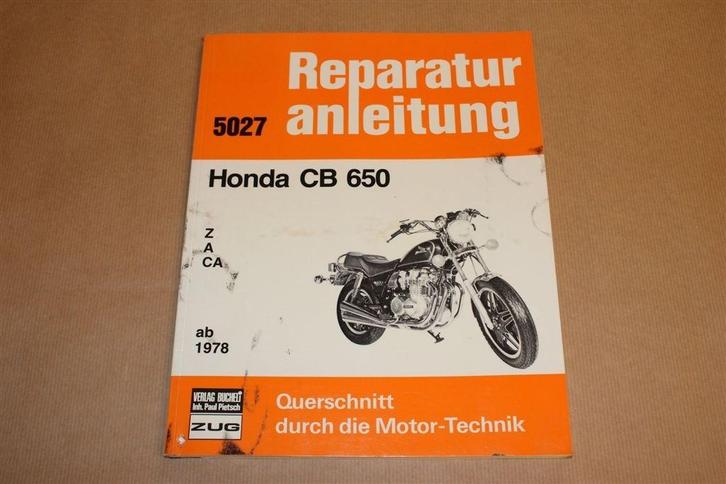 Reparatur
anleitung
5027
Honda CB 650
Z
A
CA
ab
1978
VERLAG BUCHELI
Inh. Paul Pietsch
ZUG
Querschnitt
durch die Motor-Technik